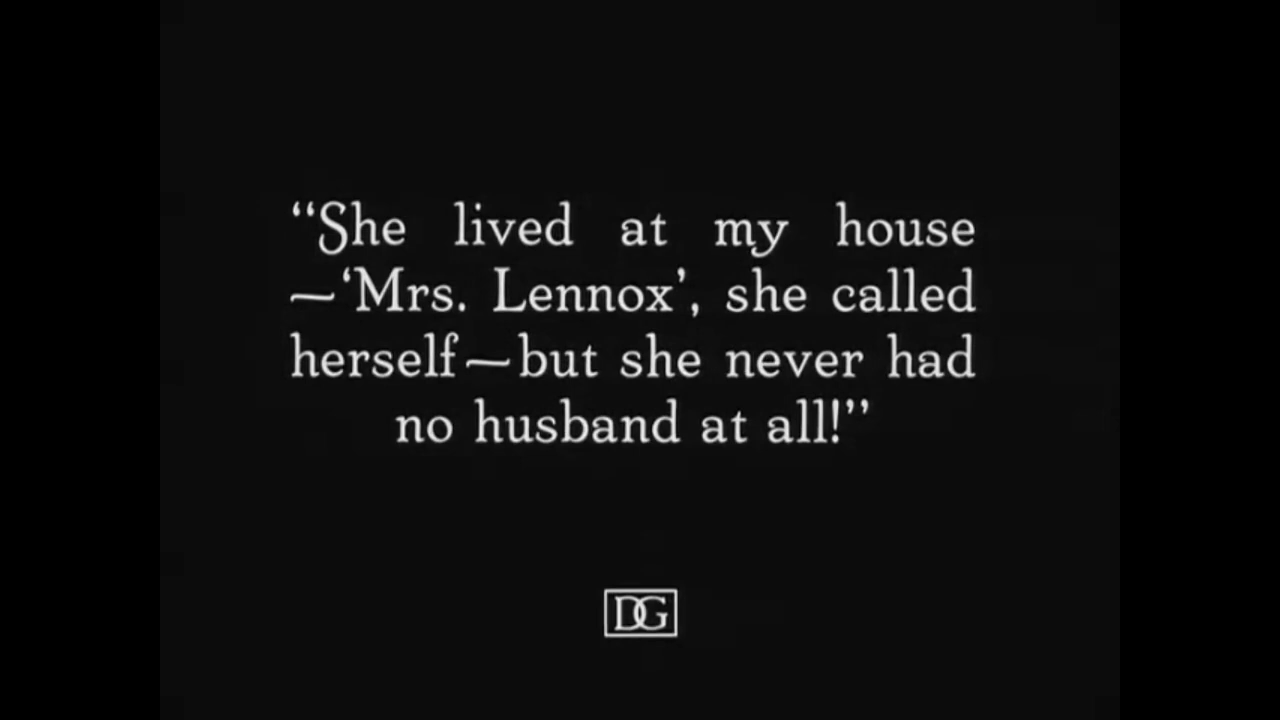 “She lived at my house
—‘Mrs. Lennox’, she called
herself—but she never had
no husband at all!”
DG